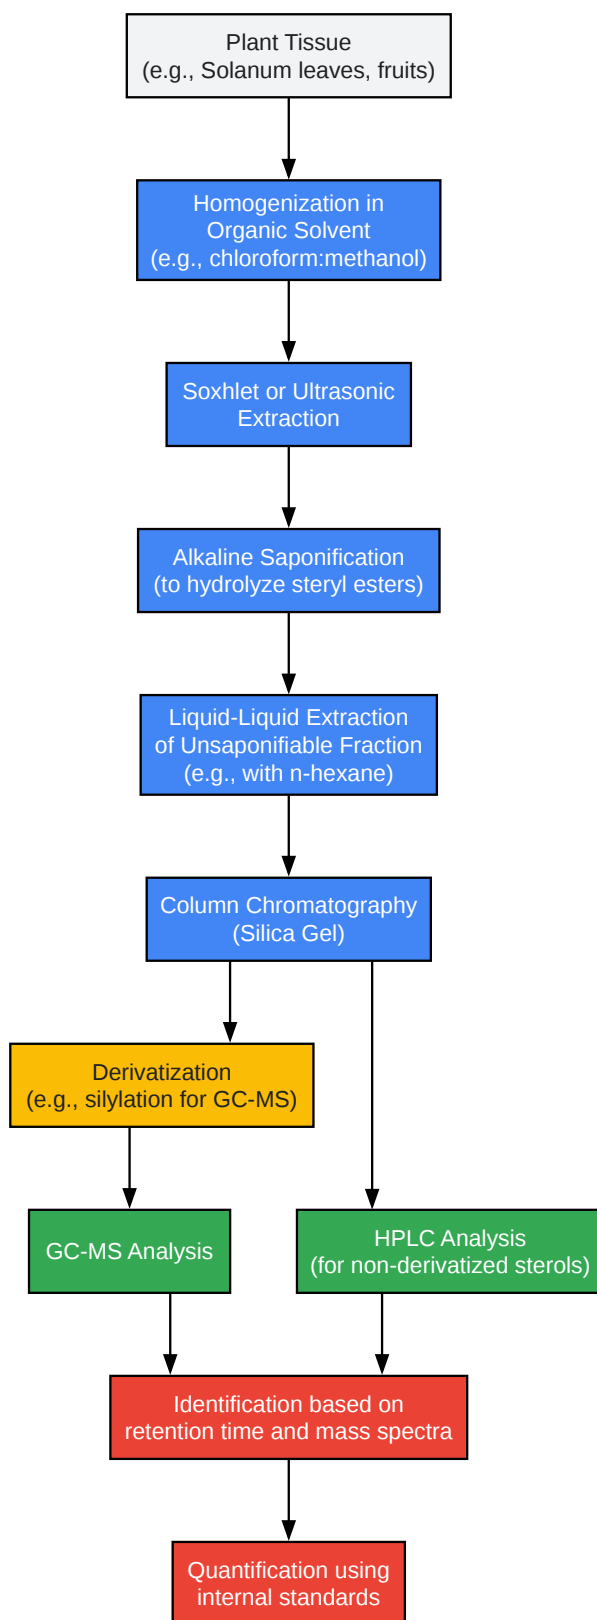 Plant Tissue
(e.g., Solanum leaves, fruits)
Homogenization in
Organic Solvent
(e.g., chloroform:methanol)
Soxhlet or Ultrasonic
Extraction
Alkaline Saponification
(to hydrolyze steryl esters)
Liquid-Liquid Extraction
of Unsaponifiable Fraction
(e.g., with n-hexane)
Column Chromatography
(Silica Gel)
Derivatization
(e.g., silylation for GC-MS)
GC-MS Analysis
HPLC Analysis
(for non-derivatized sterols)
Identification based on
retention time and mass spectra
Quantification using
internal standards